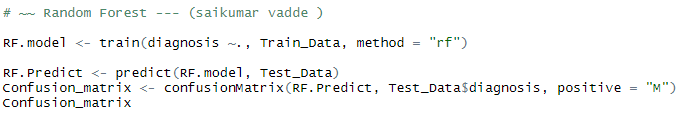 # ~~ Random Forest --- (saikumar vadde )
RF.model <- train(diagnosis ~., Train_Data, method = "rf")
RF.Predict <- predict(RF.model, Test_Data)
Confusion_matrix <- confusionMatrix(RF.Predict, Test_Data$diagnosis, positive = "M")
Confusion_matrix